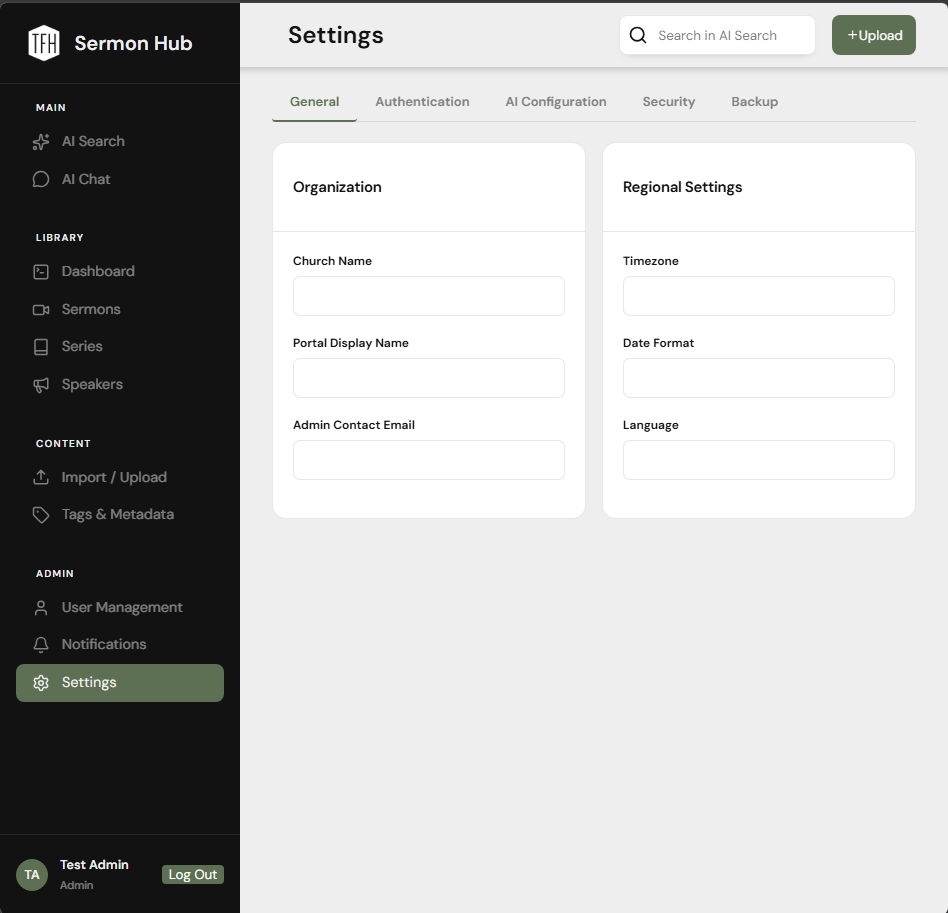 TFH
Sermon Hub
MAIN
AI Search
AI Chat
LIBRARY
Dashboard
Sermons
Series
Speakers
CONTENT
Import / Upload
Tags & Metadata
ADMIN
User Management
Notifications
Settings
TA
Test Admin
Admin
Log Out
Settings
Search in AI Search
+Upload
General
Authentication
AI Configuration
Security
Backup
Organization
Church Name
Portal Display Name
Admin Contact Email
Regional Settings
Timezone
Date Format
Language